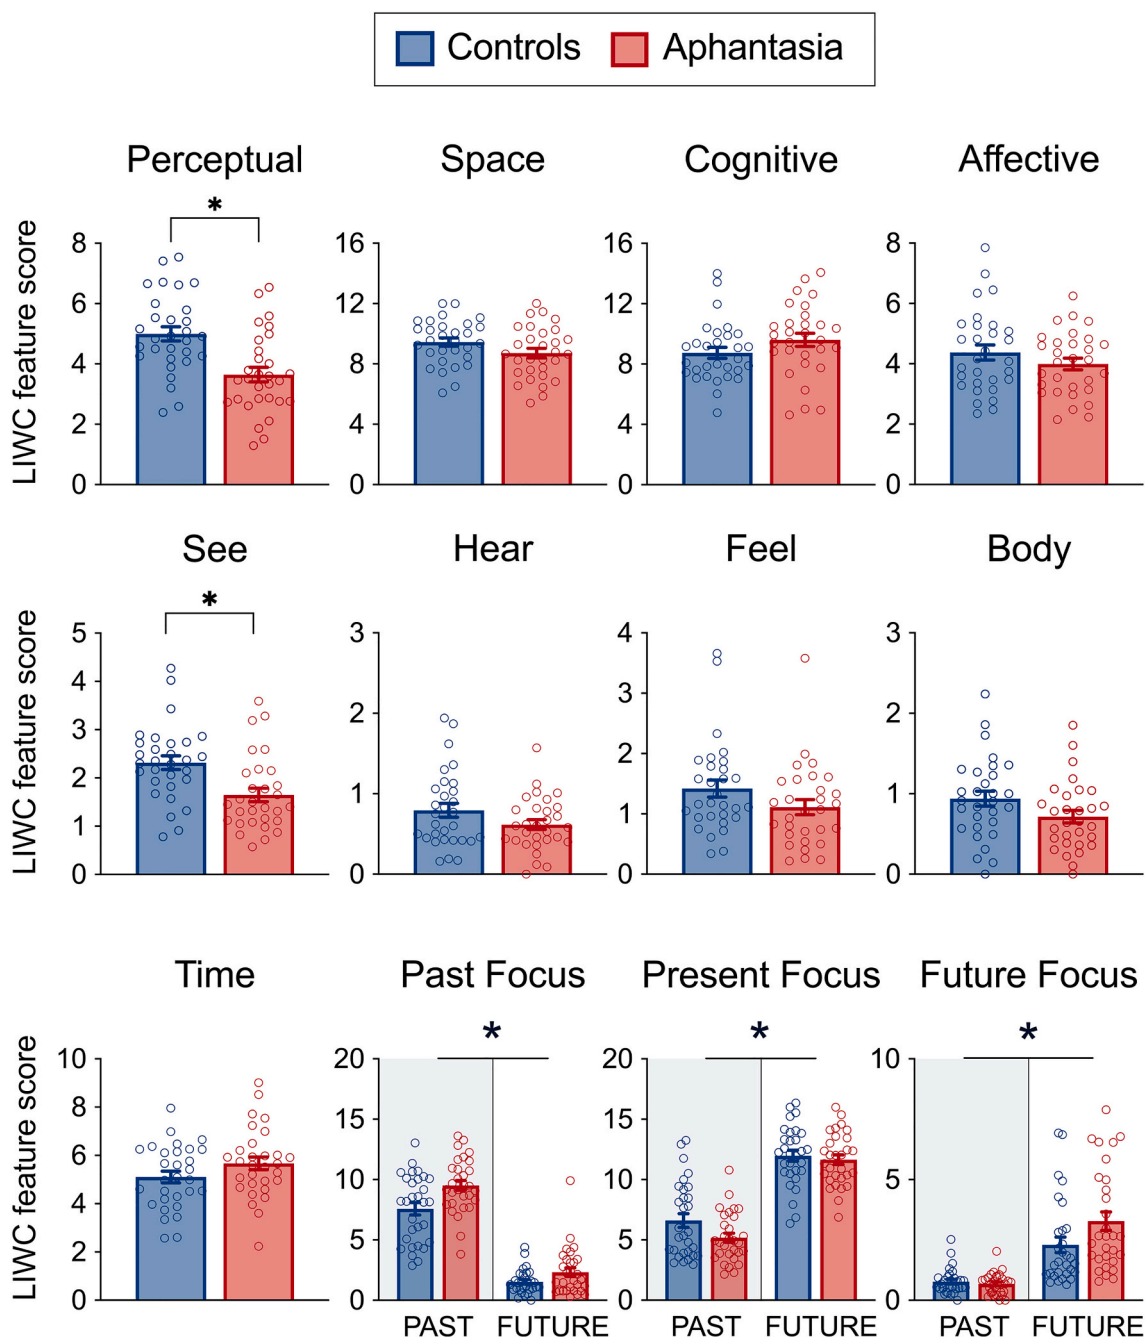 Controls Aphantasia
Perceptual Space Cognitive Affective
*
LIWC feature score
8 16 16 8
6 12 12 6
4 8 8 4
2 4 4 2
0 0 0 0
See Hear Feel Body
*
LIWC feature score
5 3 4 3
4 3
3 2 2
2 2
1 1 1 1
0 0 0 0
Time Past Focus Present Focus Future Focus
* * *
LIWC feature score
10 20 20 10
8 15 15
6
4 10 10 5
2 5 5
0 0 0 0
PAST FUTURE PAST FUTURE PAST FUTURE